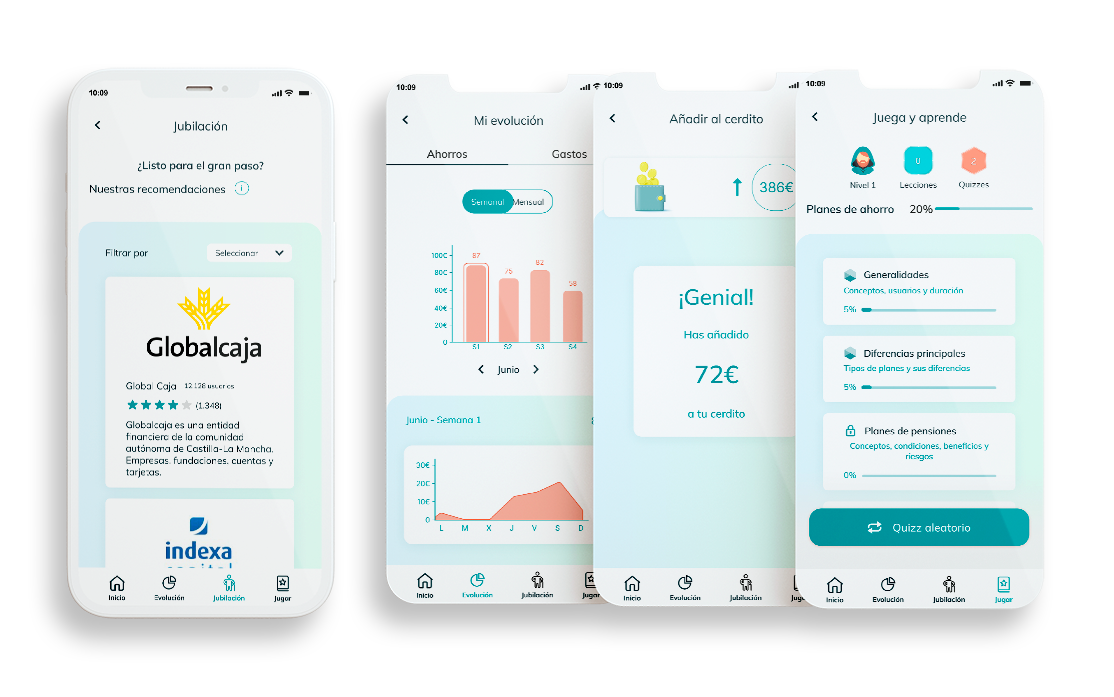 10:09
Jubilación
¿Listo para el gran paso?
Nuestras recomendaciones i
Filtrar por
Seleccionar
Globalcaja
Global Caja 12.128 usuarios
(1.348)
Globalcaja es una entidad
financiera de la comunidad
autónoma de Castilla-La Mancha.
Empresas, fundaciones, cuentas y
tarjetas.
indexa
capital
Inicio
Evolución
Jubilación
Jugar
10:09
Mi evolución
Ahorros
Gastos
Semanal
Mensual
100€
80€
60€
40€
20€
0
87
75
82
58
S1
S2
S3
S4
Junio
Junio - Semana 1
30€
20€
10€
0
L
M
X
J
V
S
D
Inicio
Evolución
Jubilación
10:09
Añadir al cerdito
386€
¡Genial!
Has añadido
72€
a tu cerdito
Inicio
Evolución
Jubilación
10:09
Juega y aprende
Nivel 1
0
Lecciones
2
Quizzes
Planes de ahorro 20%
Generalidades
Conceptos, usuarios y duración
5%
Diferencias principales
Tipos de planes y sus diferencias
5%
Planes de pensiones
Conceptos, condiciones, beneficios y
riesgos
0%
Quizz aleatorio
Inicio
Evolución
Jubilación
Jugar